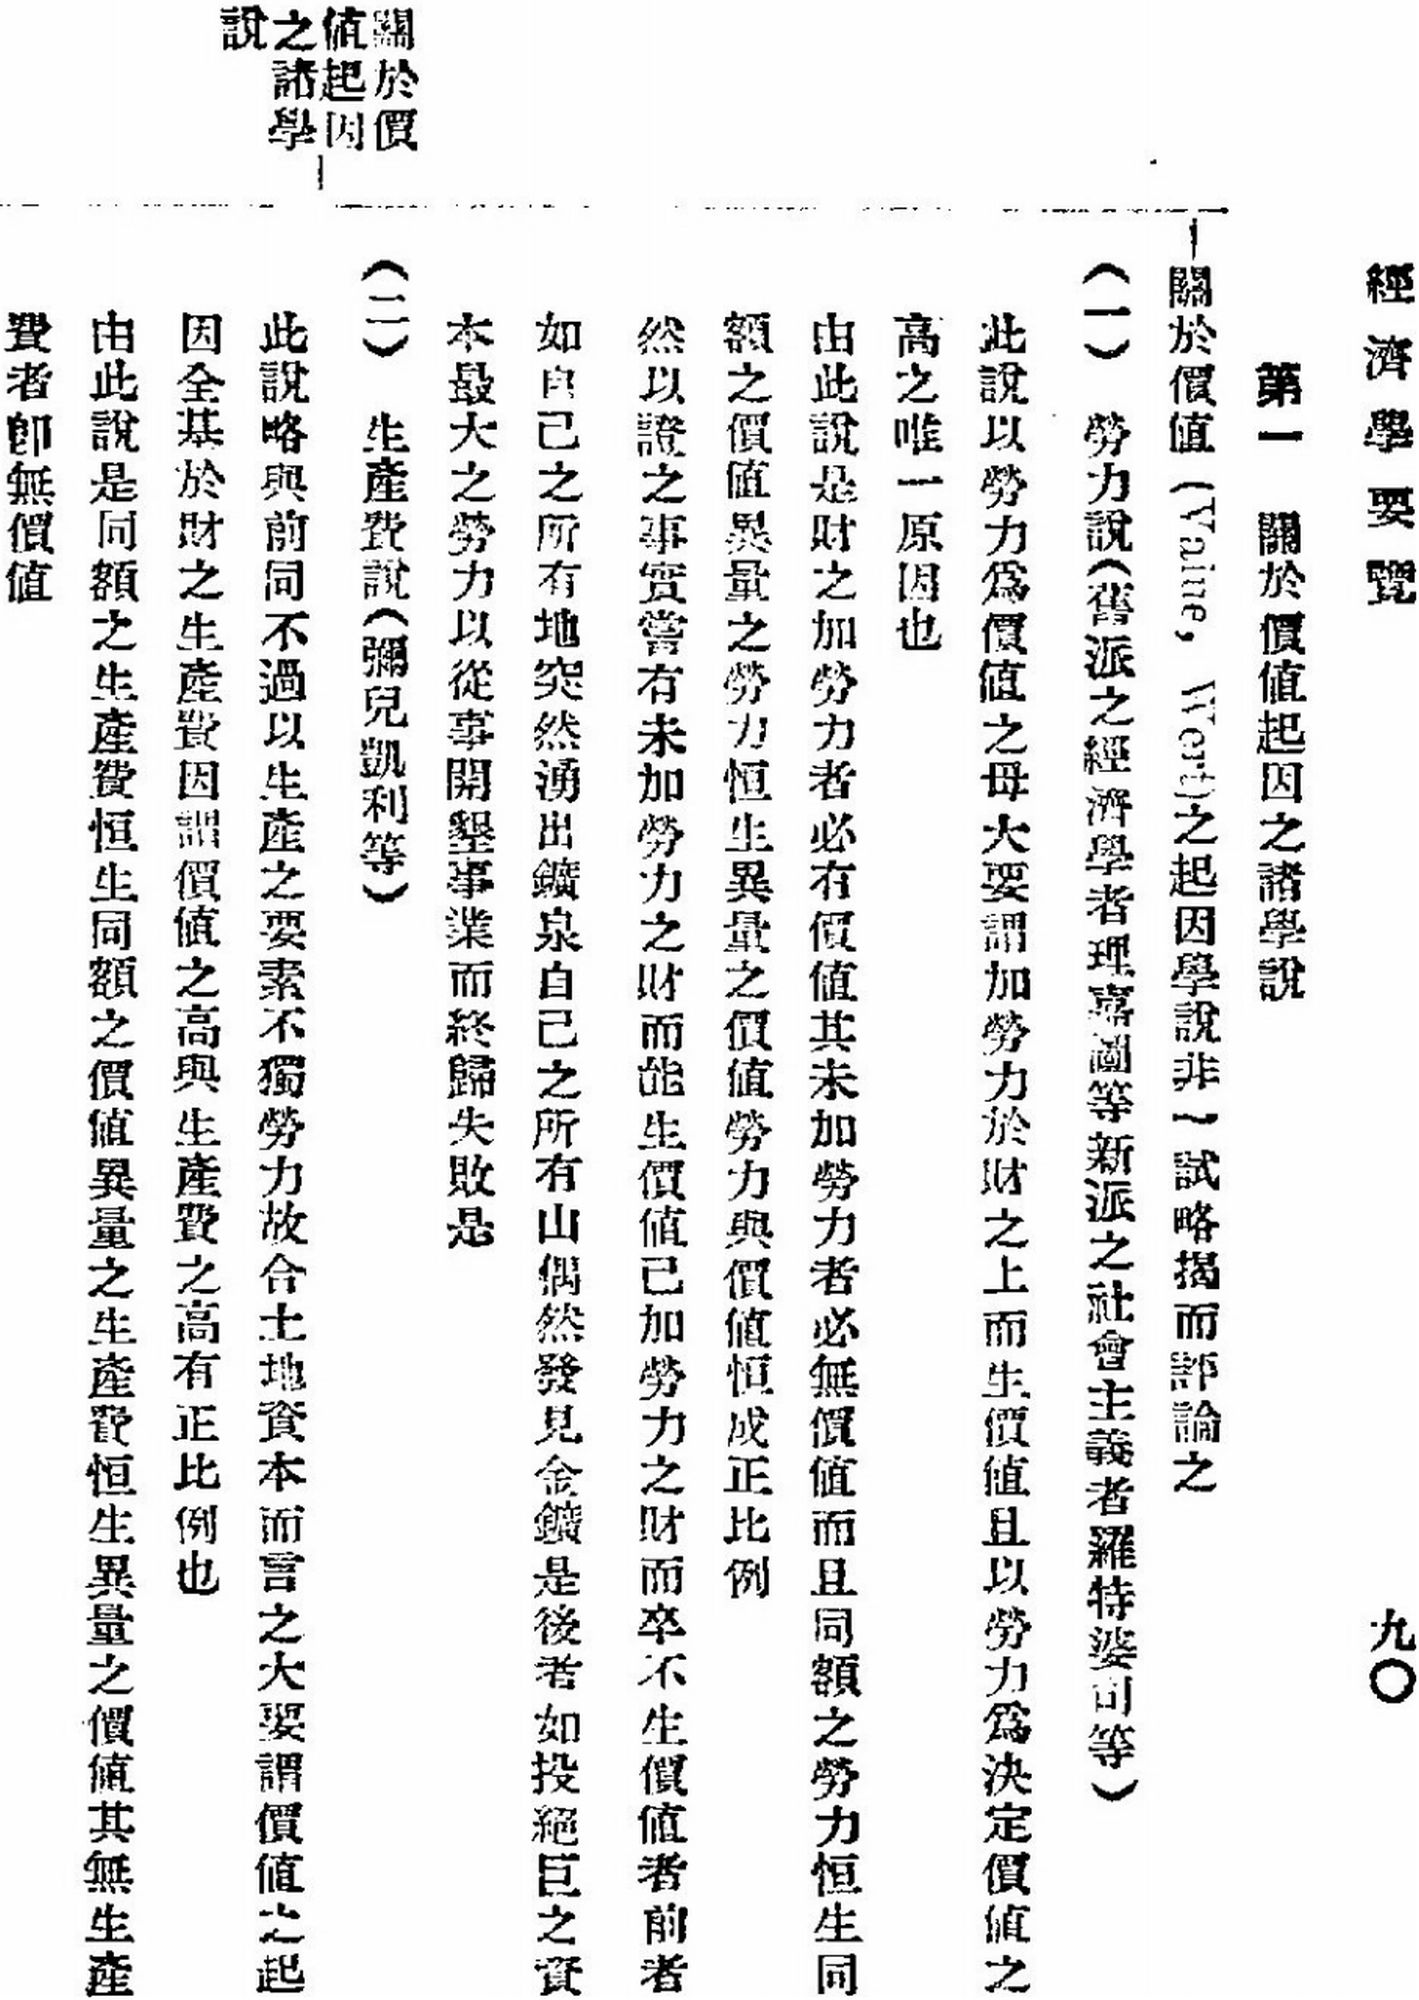 經濟學要覽
九〇
第一　關於價值起因之諸學說
關於價值(Value, Wert)之起因學說非一試略揭而評論之
(一)　勞力說(舊派之經濟學者理嘉圖等新派之社會主義者羅特婆司等)
此說以勞力爲價值之母大要謂加勞力於財之上而生價值且以勞力爲決定價值之
高之唯一原因也
由此說是財之加勞力者必有價值其未加勞力者必無價值而且同額之勞力恒生同
額之價值異量之勞力恒生異量之價值勞力與價值恒成正比例
然以證之事實嘗有未加勞力之財而能生價值已加勞力之財而卒不生價值者前者
如自己之所有地突然湧出鑛泉自己之所有山偶然發見金鑛是後者如投絕巨之資
本最大之勞力以從事開墾事業而終歸失敗是
(二)　生產費說(彌兒凱利等)
此說略與前同不過以生產之要素不獨勞力故合土地資本而言之大要謂價值之起
因全基於財之生產費因謂價值之高與生產費之高有正比例也
由此說是同額之生產費恒生同額之價值異量之生產費恒生異量之價值其無生產
費者卽無價值
關於價
值起因
之諸學
說